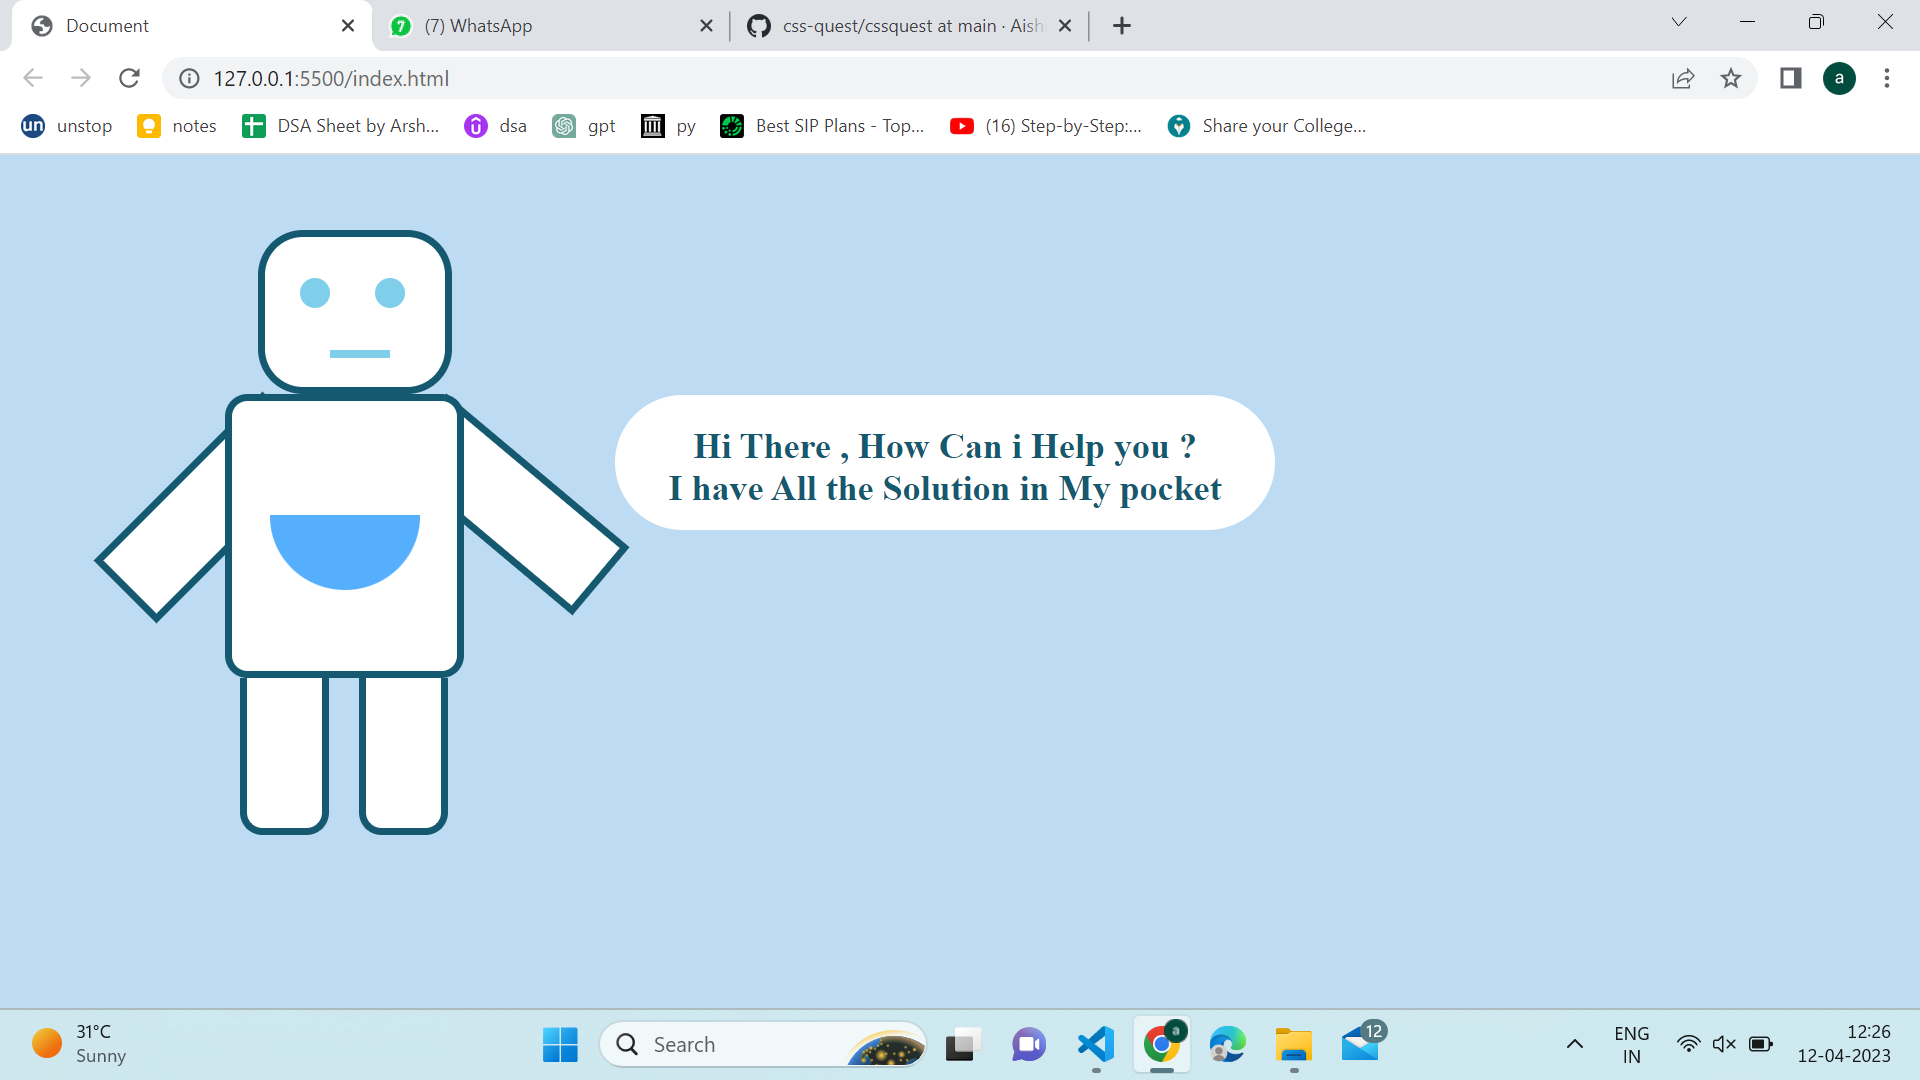 Document
7
(7) WhatsApp
css-quest/cssquest at main · Aish
127.0.0.1:5500/index.html
a
un unstop
notes
DSA Sheet by Arsh...
dsa
gpt
py
Best SIP Plans - Top...
(16) Step-by-Step:...
Share your College...
Hi There , How Can i Help you ?
I have All the Solution in My pocket
31°C
Sunny
Search
a
12
ENG
IN
12:26
12-04-2023